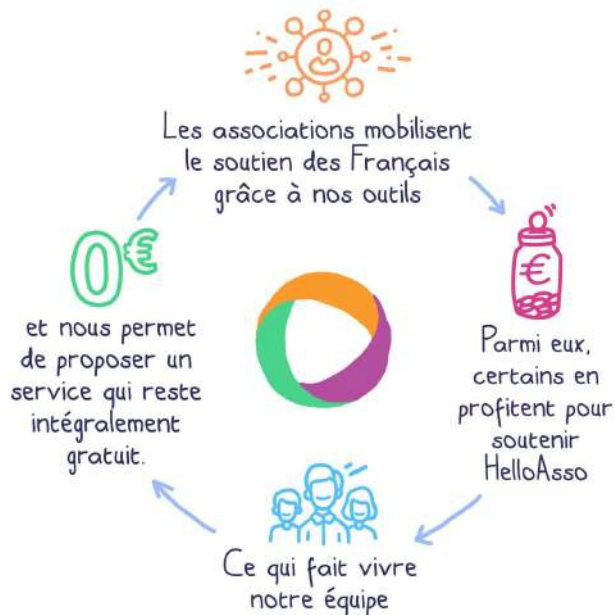 Les associations mobilisent
le soutien des Français
grâce à nos outils
€
Parmi eux,
certains en
profitent pour
soutenir
HelloAsso
Ce qui fait vivre
notre équipe
0€
et nous permet
de proposer un
service qui reste
intégralement
gratuit.